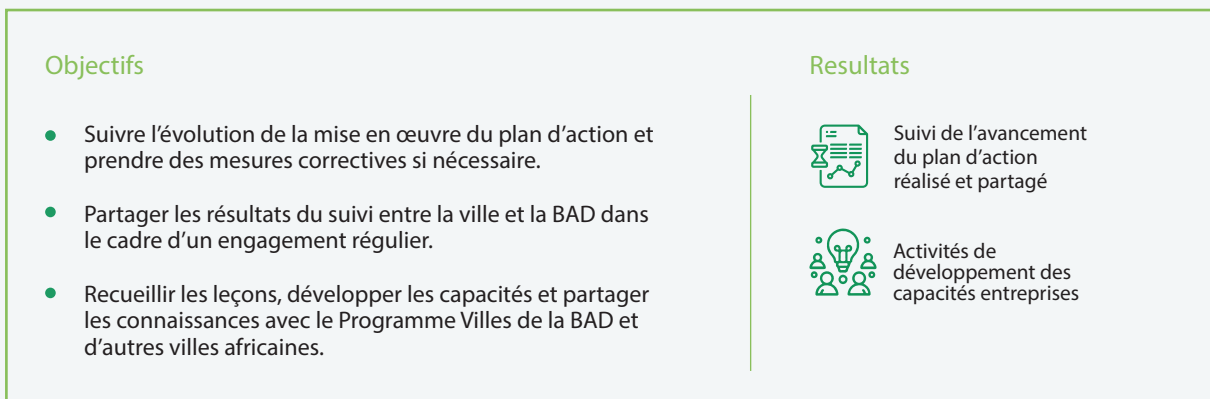 Objectifs
Suivre l’évolution de la mise en œuvre du plan d’action et
prendre des mesures correctives si nécessaire.
Partager les résultats du suivi entre la ville et la BAD dans
le cadre d’un engagement régulier.
Recueillir les leçons, développer les capacités et partager
les connaissances avec le Programme Villes de la BAD et
d’autres villes africaines.
Resultats
Suivi de l’avancement
du plan d’action
réalisé et partagé
Activités de
développement des
capacités entreprises